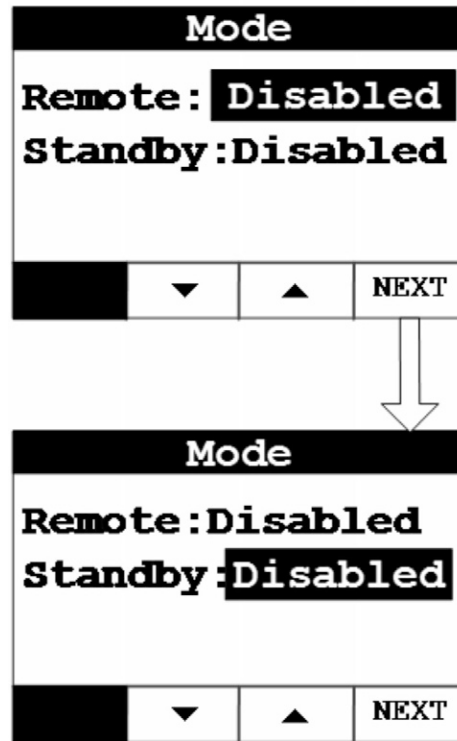 Mode
Remote: Disabled
Standby:Disabled
▼ ▲ NEXT
Mode
Remote:Disabled
Standby:Disabled
▼ ▲ NEXT